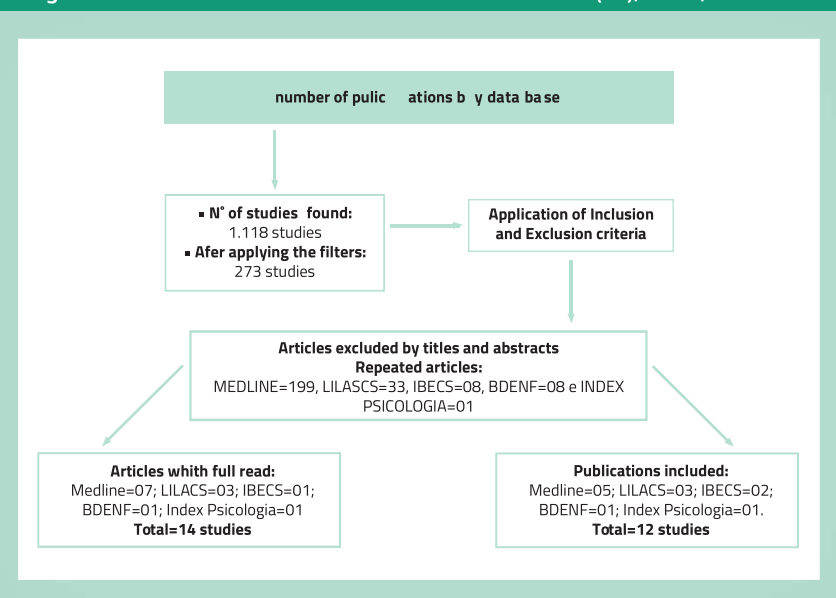 number of pulic ations b y data base
▪ N° of studies found:
1.118 studies
▪ Afer applying the filters:
273 studies
Application of Inclusion
and Exclusion criteria
Articles excluded by titles and abstracts
Repeated articles:
MEDLINE=199, LILASCS=33, IBECS=08, BDENF=08 e INDEX
PSICOLOGIA=01
Articles whith full read:
Medline=07; LILACS=03; IBECS=01;
BDENF=01; Index Psicologia=01
Total=14 studies
Publications included:
Medline=05; LILACS=03; IBECS=02;
BDENF=01; Index Psicologia=01.
Total=12 studies